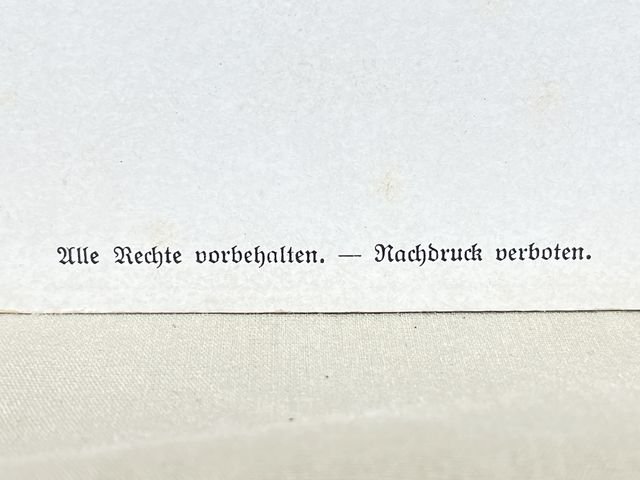 Alle Rechte vorbehalten. — Nachdruck verboten.